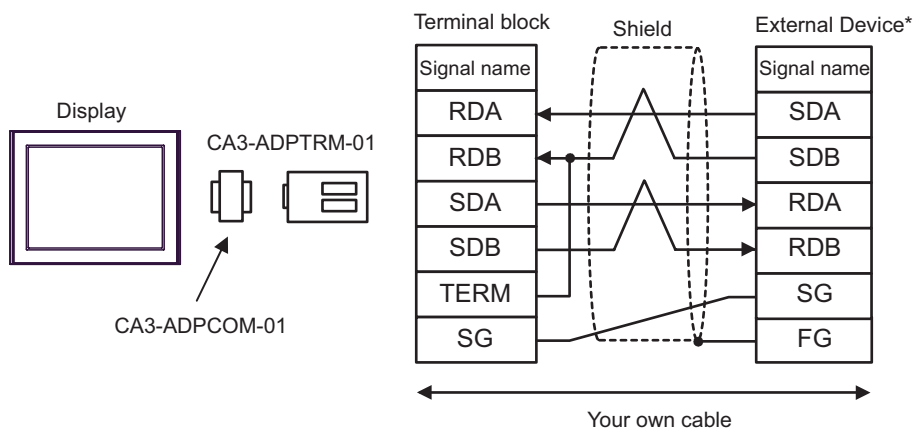 Display
CA3-ADPTRM-01
CA3-ADPCOM-01
Terminal block
Shield
External Device*
Signal name
Signal name
RDA
SDA
RDB
SDB
SDA
RDA
SDB
RDB
TERM
SG
SG
FG
Your own cable